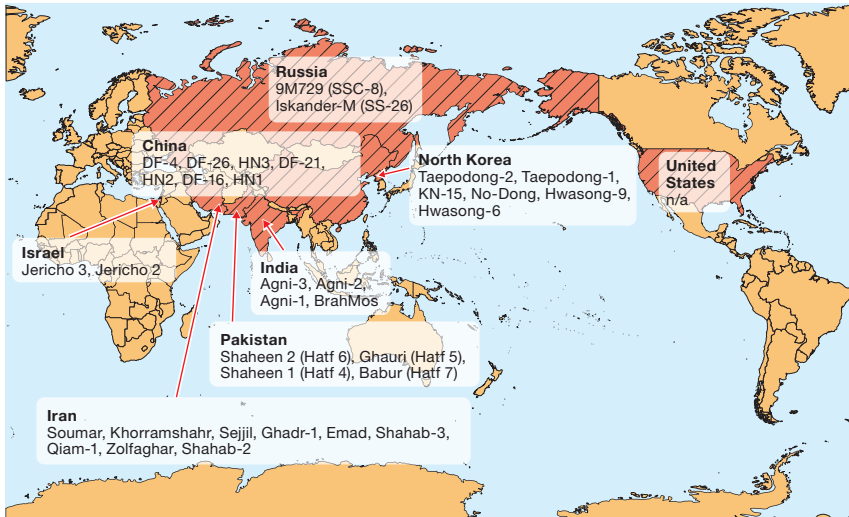 Russia
9M729 (SSC-8),
Iskander-M (SS-26)
China
DF-4, DF-26, HN3, DF-21,
HN2, DF-16, HN1
North Korea
Taepodong-2, Taepodong-1,
KN-15, No-Dong, Hwasong-9,
Hwasong-6
United
States
n/a
Israel
Jericho 3, Jericho 2
India
Agni-3, Agni-2,
Agni-1, BrahMos
Pakistan
Shaheen 2 (Hatf 6), Ghauri (Hatf 5),
Shaheen 1 (Hatf 4), Babur (Hatf 7)
Iran
Soumar, Khorramshahr, Sejjil, Ghadr-1, Emad, Shahab-3,
Qiam-1, Zolfaghar, Shahab-2